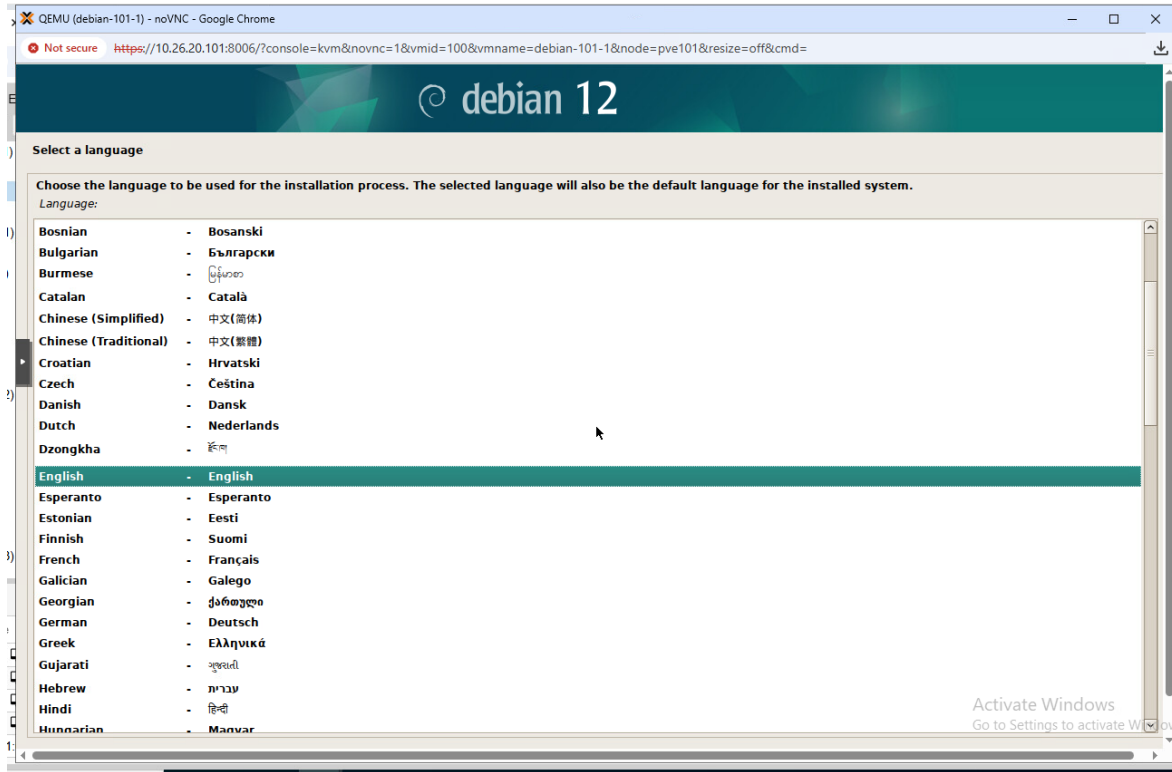 QEMU (debian-101-1) - noVNC - Google Chrome
Not secure https://10.26.20.101:8006/?console=kvm&novnc=1&vmid=100&vmname=debian-101-1&node=pve101&resize=off&cmd=
debian 12
Select a language
Choose the language to be used for the installation process. The selected language will also be the default language for the installed system.
Language:
Bosnian - Bosanski
Bulgarian - Български
Burmese - မြန်မာစာ
Catalan - Català
Chinese (Simplified) - 中文(简体)
Chinese (Traditional) - 中文(繁體)
Croatian - Hrvatski
Czech - Čeština
Danish - Dansk
Dutch - Nederlands
Dzongkha - རྫོང་ཁ།
English - English
Esperanto - Esperanto
Estonian - Eesti
Finnish - Suomi
French - Français
Galician - Galego
Georgian - ქართული
German - Deutsch
Greek - Ελληνικά
Gujarati - ગુજરાતી
Hebrew - עברית
Hindi - हिन्दी
Hungarian - Magyar
Activate Windows
Go to Settings to activate